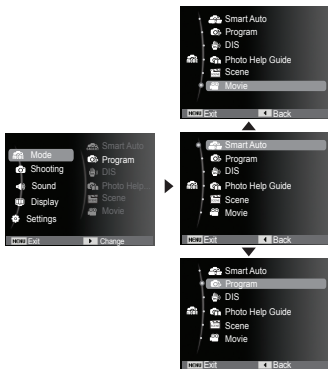 Smart Auto
Program
DIS
Photo Help Guide
Scene
Movie
MENU Exit
Back
Mode
Shooting
Sound
Display
Settings
Smart Auto
Program
DIS
Photo Help...
Scene
Movie
MENU Exit
Change
Smart Auto
Program
DIS
Photo Help Guide
Scene
Movie
MENU Exit
Back
Smart Auto
Program
DIS
Photo Help Guide
Scene
Movie
MENU Exit
Back